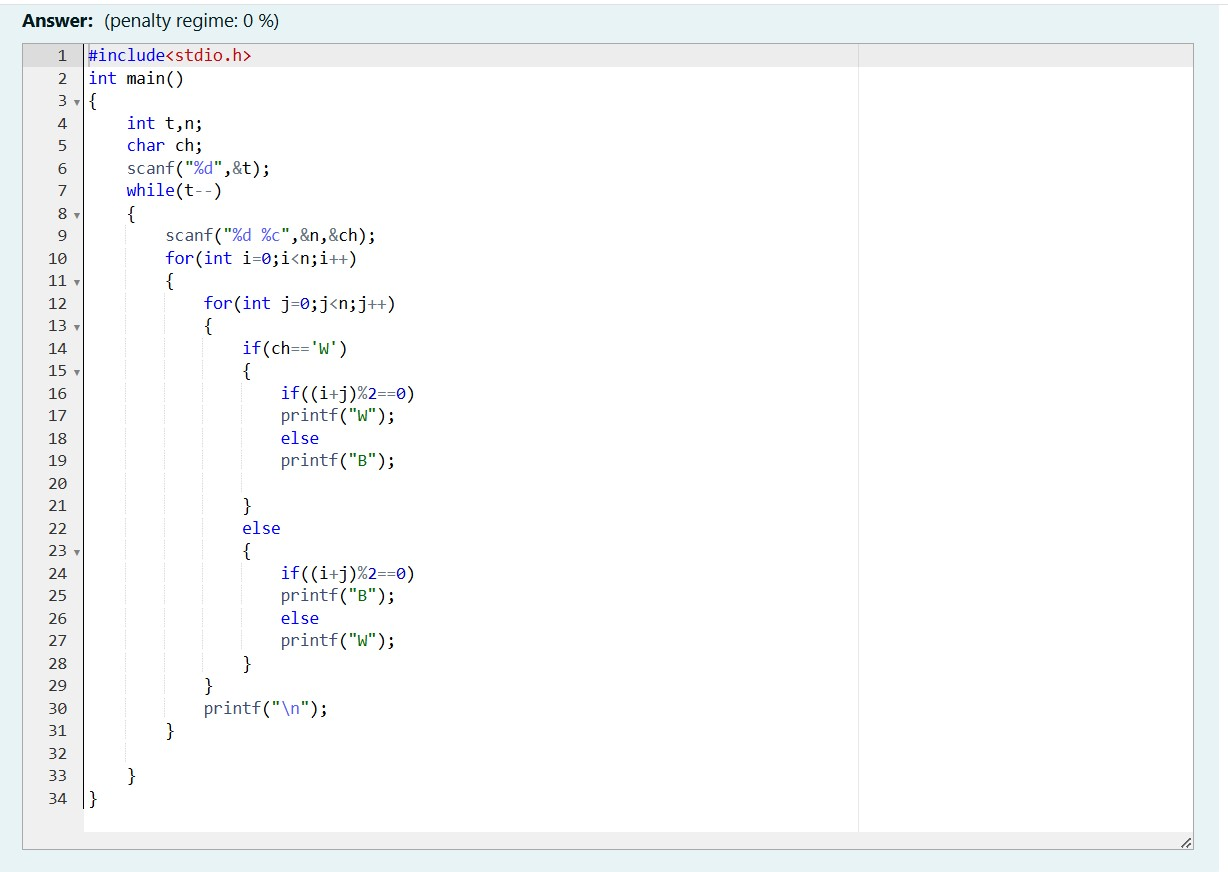 Answer: (penalty regime: 0 %)
1 #include<stdio.h>
2 int main()
3 {
4     int t,n;
5     char ch;
6     scanf("%d",&t);
7     while(t--)
8     {
9         scanf("%d %c",&n,&ch);
10         for(int i=0;i<n;i++)
11         {
12             for(int j=0;j<n;j++)
13             {
14                 if(ch=='W')
15                 {
16                     if((i+j)%2==0)
17                     printf("W");
18                     else
19                     printf("B");
20
21                 }
22                 else
23                 {
24                     if((i+j)%2==0)
25                     printf("B");
26                     else
27                     printf("W");
28                 }
29             }
30             printf("\n");
31         }
32
33     }
34 }